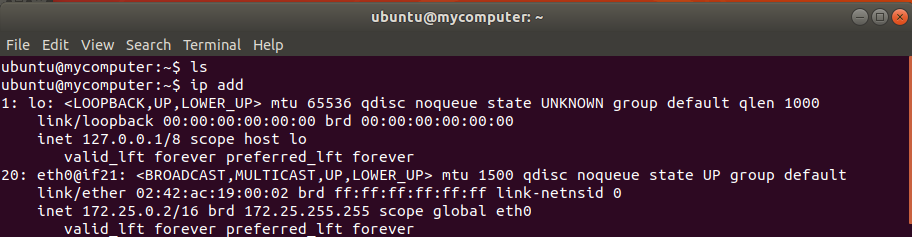 ubuntu@mycomputer: ~
File Edit View Search Terminal Help
ubuntu@mycomputer:~$ ls
ubuntu@mycomputer:~$ ip add
1: lo: <LOOPBACK,UP,LOWER_UP> mtu 65536 qdisc noqueue state UNKNOWN group default qlen 1000
    link/loopback 00:00:00:00:00:00 brd 00:00:00:00:00:00
    inet 127.0.0.1/8 scope host lo
       valid_lft forever preferred_lft forever
20: eth0@if21: <BROADCAST,MULTICAST,UP,LOWER_UP> mtu 1500 qdisc noqueue state UP group default
    link/ether 02:42:ac:19:00:02 brd ff:ff:ff:ff:ff:ff link-netnsid 0
    inet 172.25.0.2/16 brd 172.25.255.255 scope global eth0
       valid_lft forever preferred_lft forever